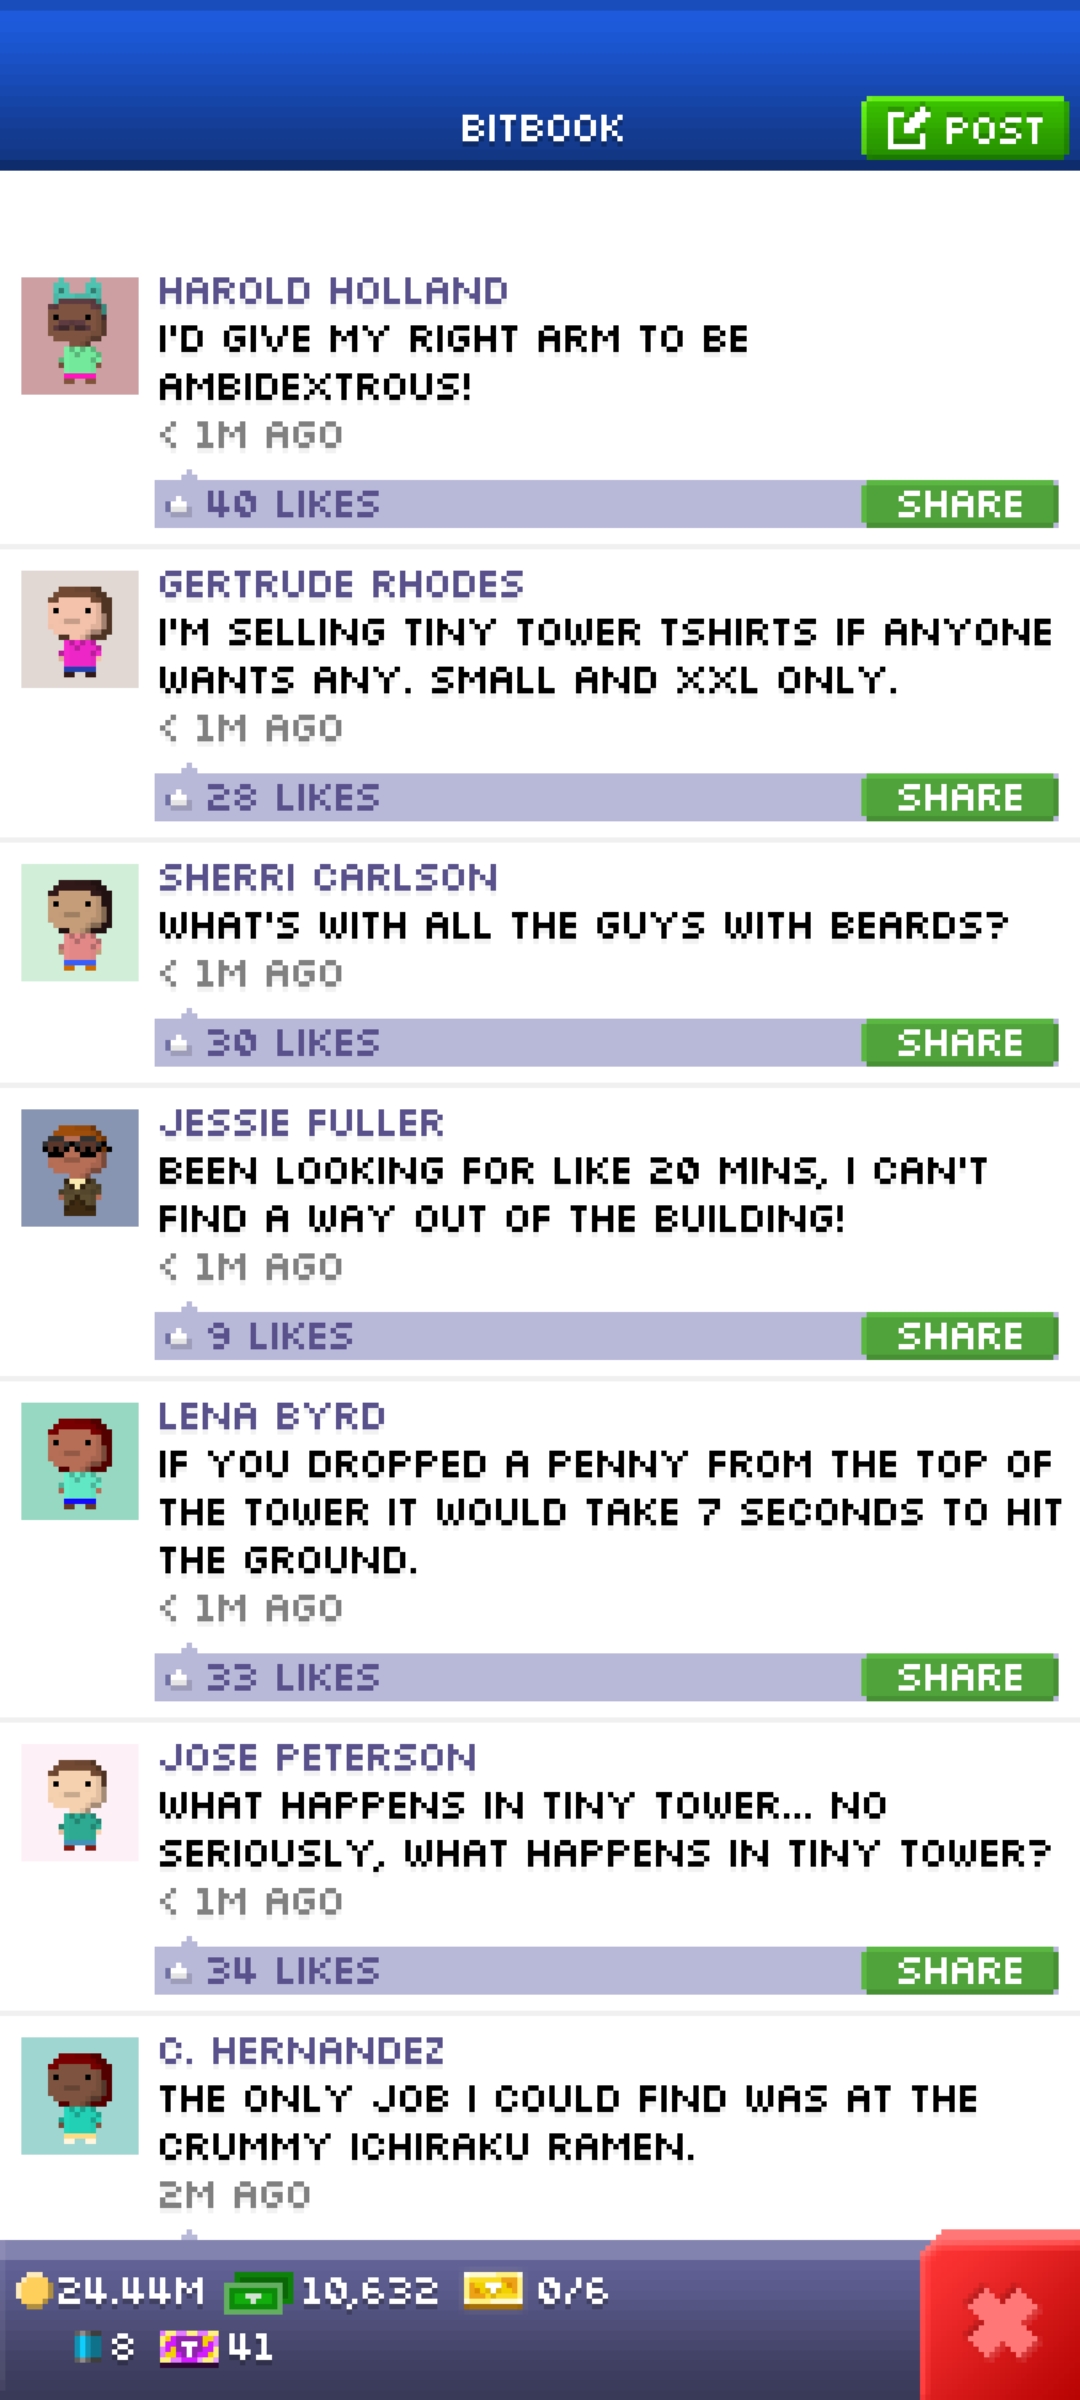 BITBOOK
POST
HAROLD HOLLAND
I'D GIVE MY RIGHT ARM TO BE
AMBIDEXTROUS!
< 1M AGO
40 LIKES
SHARE
GERTRUDE RHODES
I'M SELLING TINY TOWER TSHIRTS IF ANYONE
WANTS ANY. SMALL AND XXL ONLY.
< 1M AGO
28 LIKES
SHARE
SHERRI CARLSON
WHAT'S WITH ALL THE GUYS WITH BEARDS?
< 1M AGO
30 LIKES
SHARE
JESSIE FULLER
BEEN LOOKING FOR LIKE 20 MINS, I CAN'T
FIND A WAY OUT OF THE BUILDING!
< 1M AGO
9 LIKES
SHARE
LENA BYRD
IF YOU DROPPED A PENNY FROM THE TOP OF
THE TOWER IT WOULD TAKE 7 SECONDS TO HIT
THE GROUND.
< 1M AGO
33 LIKES
SHARE
JOSE PETERSON
WHAT HAPPENS IN TINY TOWER... NO
SERIOUSLY, WHAT HAPPENS IN TINY TOWER?
< 1M AGO
34 LIKES
SHARE
C. HERNANDEZ
THE ONLY JOB I COULD FIND WAS AT THE
CRUMMY ICHIRAKU RAMEN.
2M AGO
24.44M 10,632 0/6
8 T 41